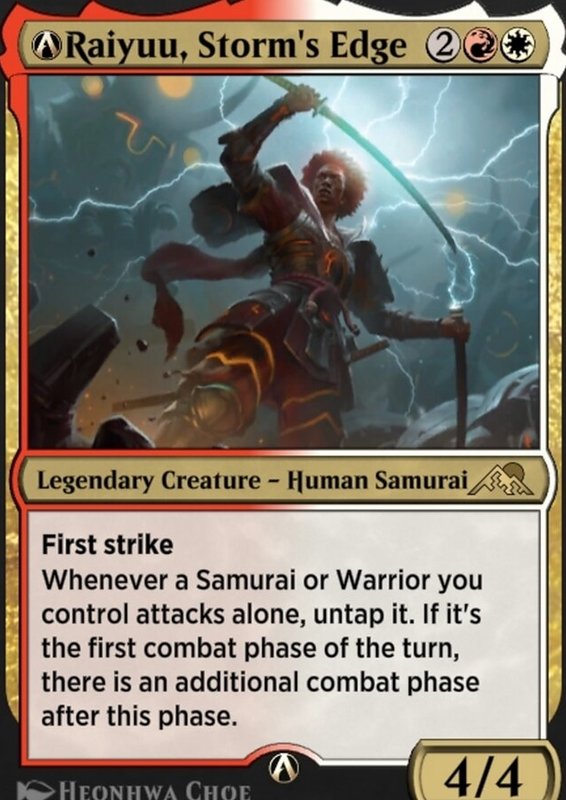 Raiyuu, Storm's Edge 2
Legendary Creature – Human Samurai
First strike
Whenever a Samurai or Warrior you
control attacks alone, untap it. If it's
the first combat phase of the turn,
there is an additional combat phase
after this phase.
4/4
Heonhwa Choe